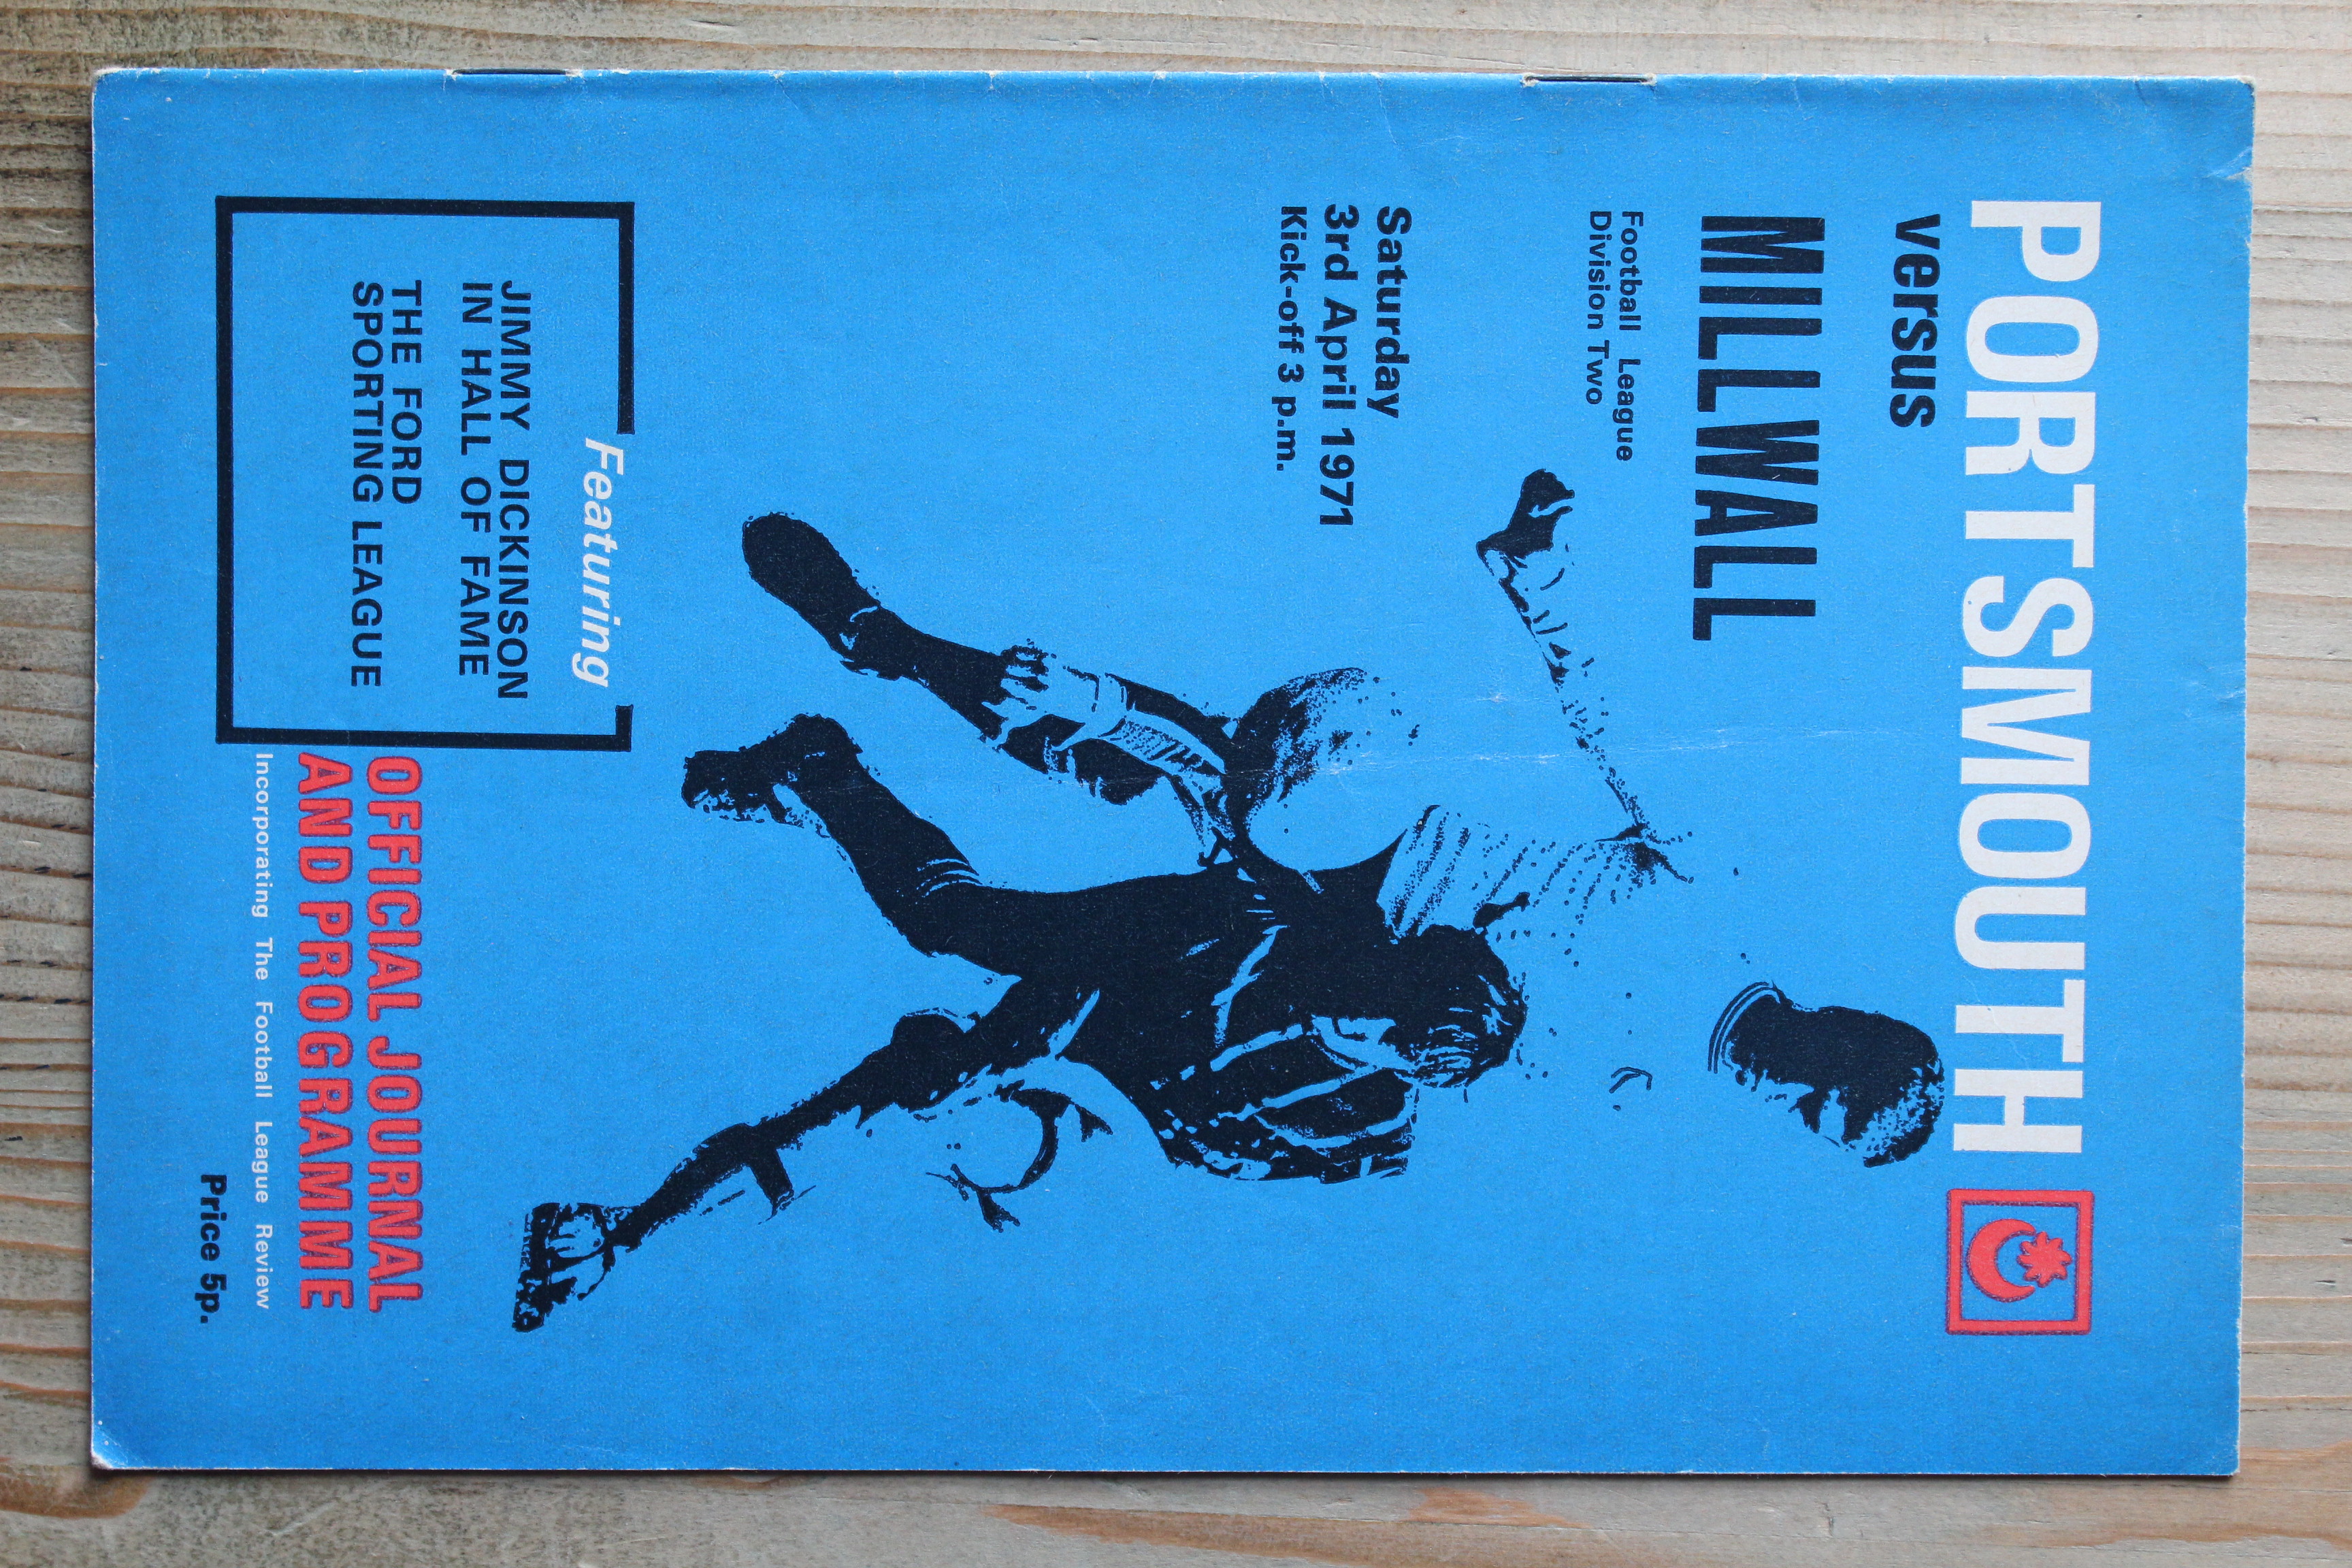 PORTSMOUTH
versus
MILLWALL
Football League
Division Two
Saturday
3rd April 1971
Kick-off 3 p.m.
Featuring
JIMMY DICKINSON
IN HALL OF FAME
THE FORD
SPORTING LEAGUE
OFFICIAL JOURNAL
AND PROGRAMME
Incorporating The Football League Review
Price 5p.